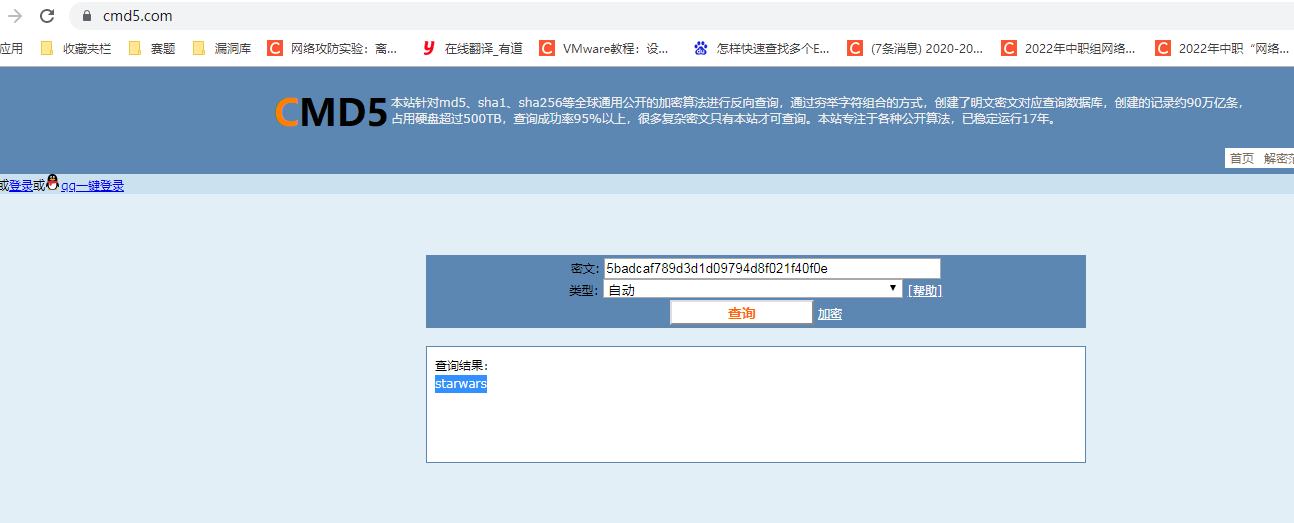 cmd5.com
应用 收藏夹栏 赛题 漏洞库 网络攻防实验：离... 在线翻译_有道 VMware教程：设... 怎样快速查找多个E... (7条消息) 2020-20... 2022年中职组网络... 2022年中职“网络...
CMD5 本站针对md5、sha1、sha256等全球通用公开的加密算法进行反向查询，通过穷举字符组合的方式，创建了明文密文对应查询数据库，创建的记录约90万亿条，
占用硬盘超过500TB，查询成功率95%以上，很多复杂密文只有本站才可查询。本站专注于各种公开算法，已稳定运行17年。
首页 解密范
或登录或qq一键登录
密文: 5badcaf789d3d1d09794d8f021f40f0e
类型: 自动 [帮助]
查询 加密
查询结果:
starwars